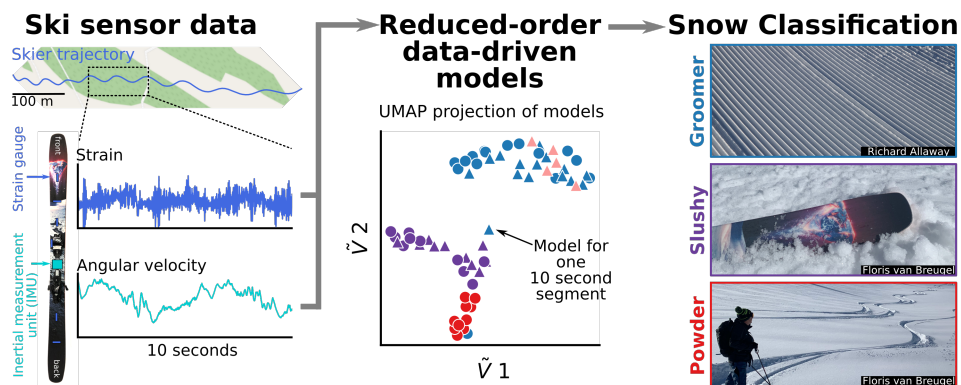 Ski sensor data
Skier trajectory
100 m
Strain gauge
front
Strain
Inertial measurement
unit (IMU)
Angular velocity
back
10 seconds
Reduced-order
data-driven
models
UMAP projection of models
Ṽ 2
Model for
one
10 second
segment
Ṽ 1
Snow Classification
Groomer
Richard Allaway
Slushy
Floris van Breugel
Powder
Floris van Breugel